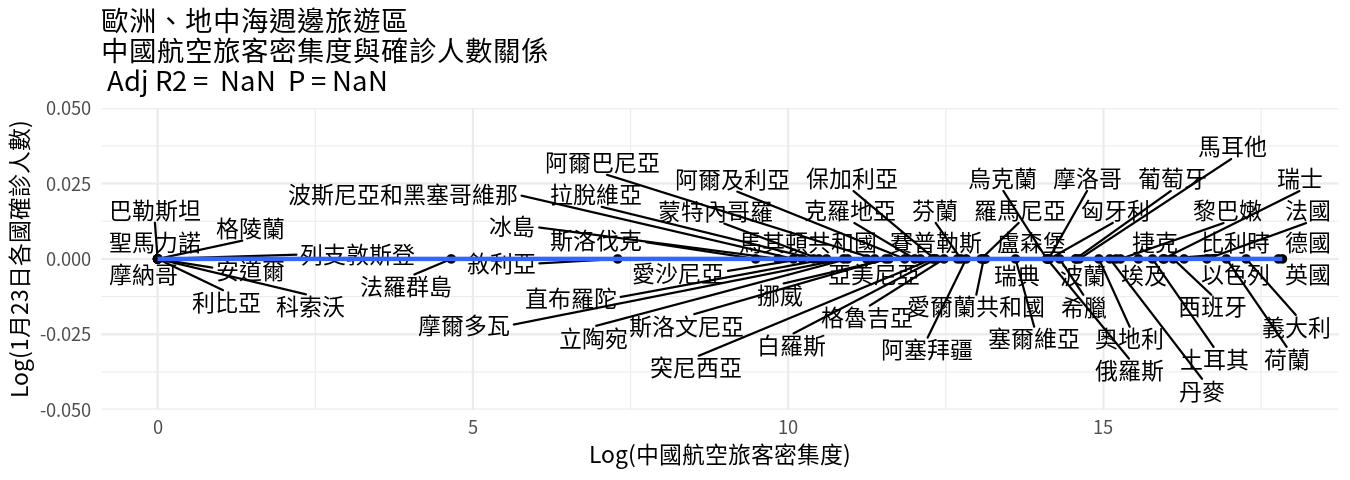 歐洲、地中海週邊旅遊區
中國航空旅客密集度與確診人數關係
Adj R2 = NaN P = NaN
Log(1月23日各國確診人數)
0.050
0.025
0.000
-0.025
-0.050
馬耳他
阿爾巴尼亞
阿爾及利亞 保加利亞 烏克蘭 摩洛哥 葡萄牙 瑞士
波斯尼亞和黑塞哥維那 拉脫維亞
巴勒斯坦 蒙特內哥羅 克羅地亞 芬蘭 羅馬尼亞 匈牙利 黎巴嫩 法國
格陵蘭 冰島
聖馬力諾 斯洛伐克 馬其頓共和國 賽普勒斯 盧森堡 捷克 比利時 德國
列支敦斯登 敘利亞
摩納哥 安道爾 愛沙尼亞 亞美尼亞 瑞典 波蘭 埃及 以色列 英國
法羅群島
利比亞 科索沃 直布羅陀 挪威 愛爾蘭共和國 希臘 西班牙
格魯吉亞
摩爾多瓦 斯洛文尼亞 義大利
立陶宛 白羅斯 阿塞拜疆 塞爾維亞 奧地利
突尼西亞 俄羅斯 土耳其 荷蘭
丹麥
0 5 10 15
Log(中國航空旅客密集度)